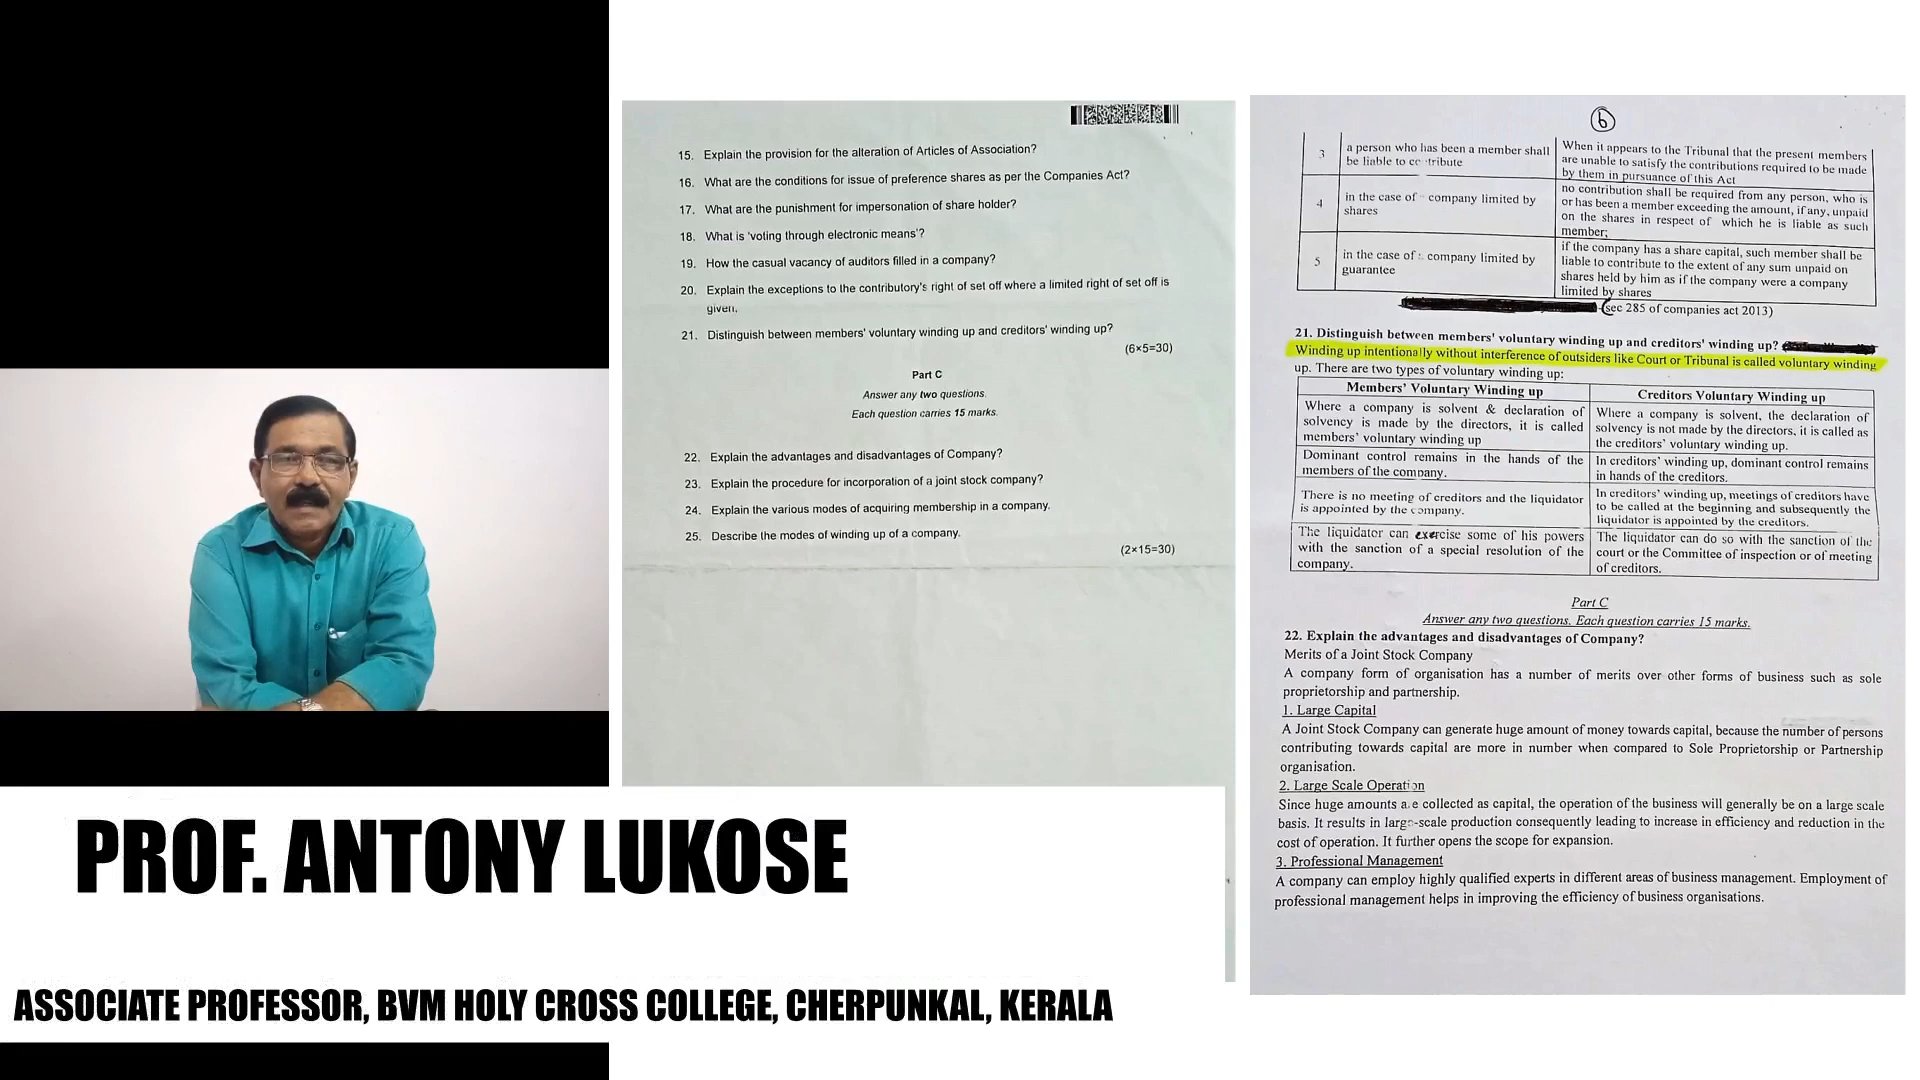 15. Explain the provision for the alteration of Articles of Association?
16. What are the conditions for issue of preference shares as per the Companies Act?
17. What are the punishment for impersonation of share holder?
18. What is 'voting through electronic means'?
19. How the casual vacancy of auditors filled in a company?
20. Explain the exceptions to the contributory's right of set off where a limited right of set off is
given.
21. Distinguish between members' voluntary winding up and creditors' winding up?
(6×5=30)
Part C
Answer any two questions.
Each question carries 15 marks.
22. Explain the advantages and disadvantages of Company?
23. Explain the procedure for incorporation of a joint stock company?
24. Explain the various modes of acquiring membership in a company.
25. Describe the modes of winding up of a company.
(2×15=30)
6
3
a person who has been a member shall
be liable to
When it appears to the Tribunal that the present members
are unable to satisfy the contributions required to be made
by them in pursuance of this Act
4
in the case of company limited by
shares
no contribution shall be required from any person, who is
or has been a member exceeding the amount, if any, unpaid
on the shares in respect of which he is liable as such
member;
5
in the case of company limited by
guarantee
if the company has a share capital, such member shall be
liable to contribute to the extent of any sum unpaid on
shares held by him as if the company were a company
limited by shares
(sec 285 of companies act 2013)
21. Distinguish between members' voluntary winding up and creditors' winding up?
Winding up intentionally without interference of outsiders like Court or Tribunal is called voluntary winding
up. There are two types of voluntary winding up:
Members' Voluntary Winding up
Creditors Voluntary Winding up
Where a company is solvent & declaration of
solvency is made by the directors, it is called
members' voluntary winding up
Where a company is solvent, the declaration of
solvency is not made by the directors, it is called as
the creditors' voluntary winding up.
Dominant control remains in the hands of the
members of the company.
In creditors' winding up, dominant control remains
in hands of the creditors.
There is no meeting of creditors and the liquidator
is appointed by the company.
In creditors' winding up, meetings of creditors have
to be called at the beginning and subsequently the
liquidator is appointed by the creditors.
The liquidator can exercise some of his powers
with the sanction of a special resolution of the
company.
The liquidator can do so with the sanction of the
court or the Committee of inspection or of meeting
of creditors.
Part C
Answer any two questions. Each question carries 15 marks.
22. Explain the advantages and disadvantages of Company?
Merits of a Joint Stock Company
A company form of organisation has a number of merits over other forms of business such as sole
proprietorship and partnership.
1. Large Capital
A Joint Stock Company can generate huge amount of money towards capital, because the number of persons
contributing towards capital are more in number when compared to Sole Proprietorship or Partnership
organisation.
2. Large Scale Operation
Since huge amounts are collected as capital, the operation of the business will generally be on a large scale
basis. It results in large-scale production consequently leading to increase in efficiency and reduction in the
cost of operation. It further opens the scope for expansion.
3. Professional Management
A company can employ highly qualified experts in different areas of business management. Employment of
professional management helps in improving the efficiency of business organisations.
PROF. ANTONY LUKOSE
ASSOCIATE PROFESSOR, BVM HOLY CROSS COLLEGE, CHERPUNKAL, KERALA